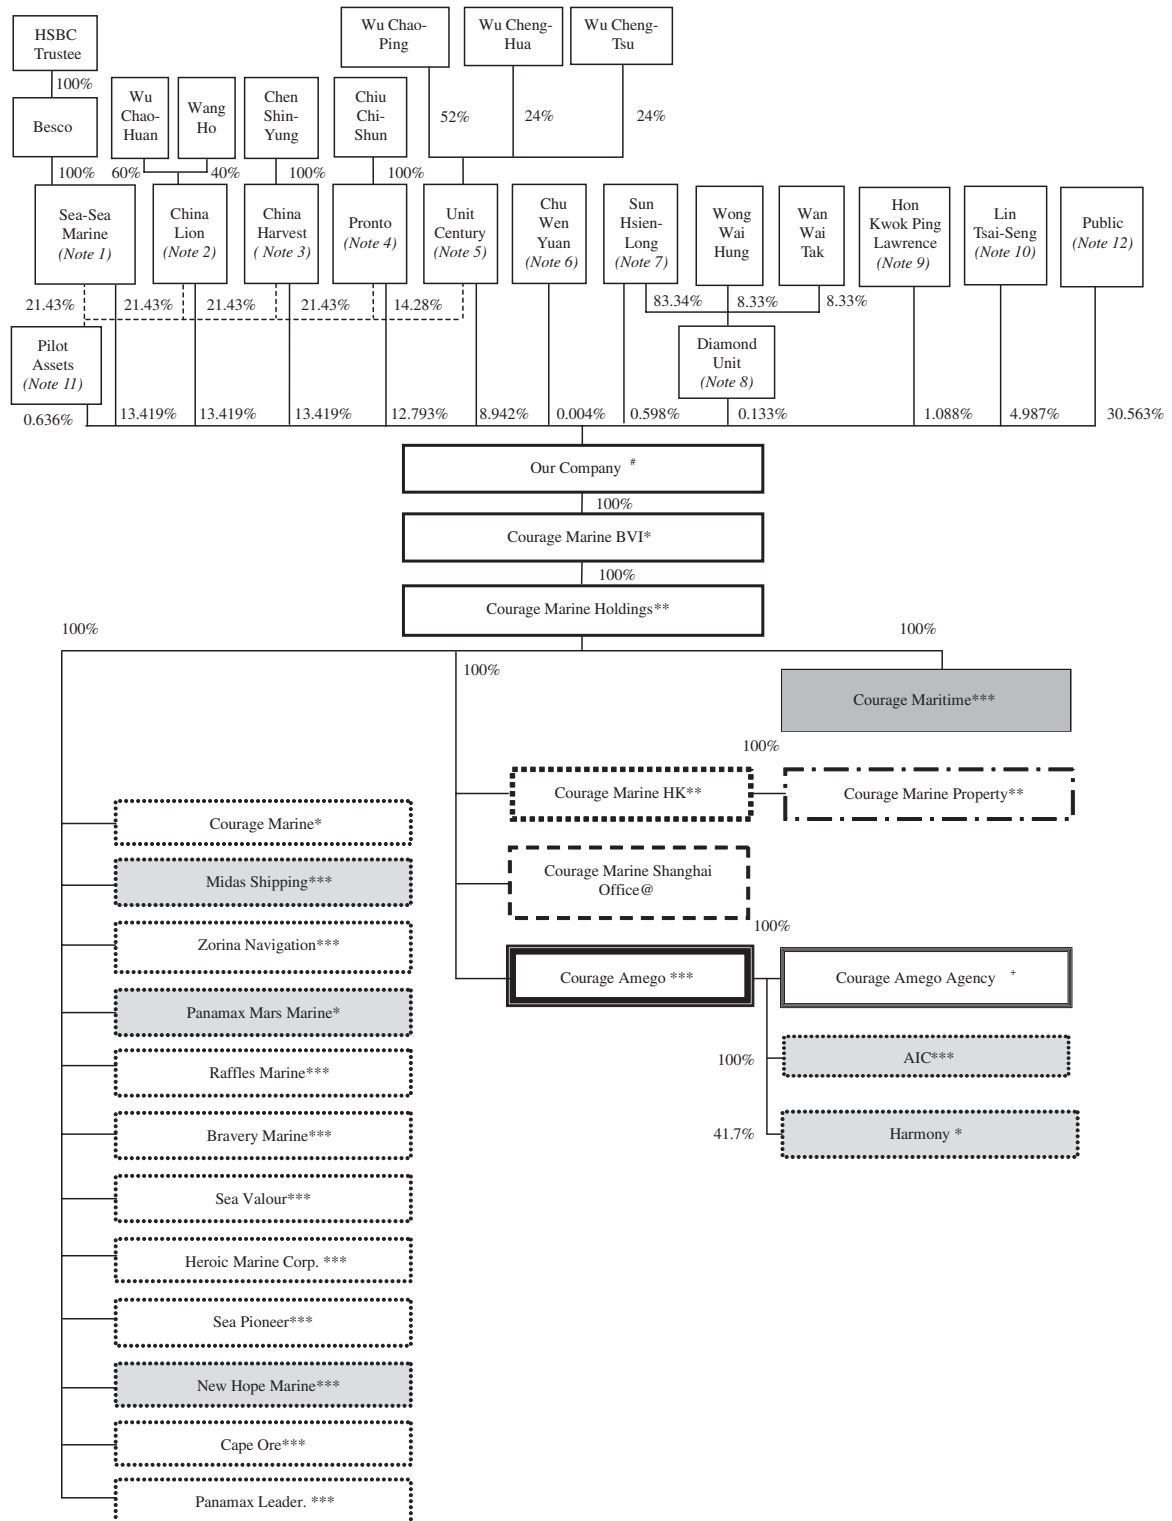 HSBC
Trustee
Wu Chao-
Ping
Wu Cheng-
Hua
Wu Cheng-
Tsu
100%
Besco
Wu
Chao-
Huan
Wang
Ho
Chen
Shin-
Yung
Chiu
Chi-
Shun
52%
24%
24%
100%
60%
40%
100%
100%
Sea-Sea
Marine
(Note 1)
China
Lion
(Note 2)
China
Harvest
( Note 3)
Pronto
(Note 4)
Unit
Century
(Note 5)
Chu
Wen
Yuan
(Note 6)
Sun
Hsien-
Long
(Note 7)
Wong
Wai
Hung
Wan
Wai
Tak
Hon
Kwok Ping
Lawrence
(Note 9)
Lin
Tsai-Seng
(Note 10)
Public
(Note 12)
21.43%
21.43%
21.43%
21.43%
14.28%
83.34%
8.33%
8.33%
Pilot
Assets
(Note 11)
Diamond
Unit
(Note 8)
0.636%
13.419%
13.419%
13.419%
12.793%
8.942%
0.004%
0.598%
0.133%
1.088%
4.987%
30.563%
Our Company #
100%
Courage Marine BVI*
100%
Courage Marine Holdings**
100%
100%
100%
Courage Maritime***
100%
Courage Marine HK**
Courage Marine Property**
Courage Marine*
Courage Marine Shanghai
Office@
Midas Shipping***
100%
Zorina Navigation***
Courage Amego ***
Courage Amego Agency +
Panamax Mars Marine*
100%
AIC***
Raffles Marine***
41.7%
Harmony *
Bravery Marine***
Sea Valour***
Heroic Marine Corp. ***
Sea Pioneer***
New Hope Marine***
Cape Ore***
Panamax Leader. ***